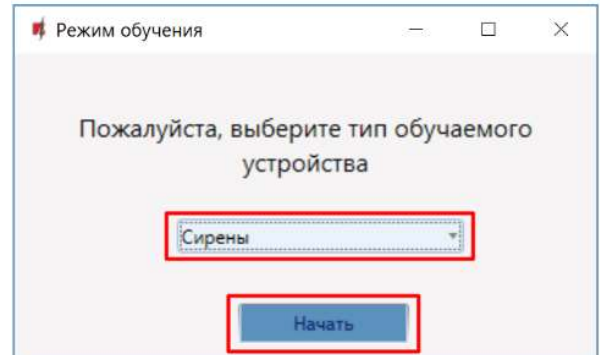 Режим обучения
Пожалуйста, выберите тип обучаемого
устройства
Сирены
Начать